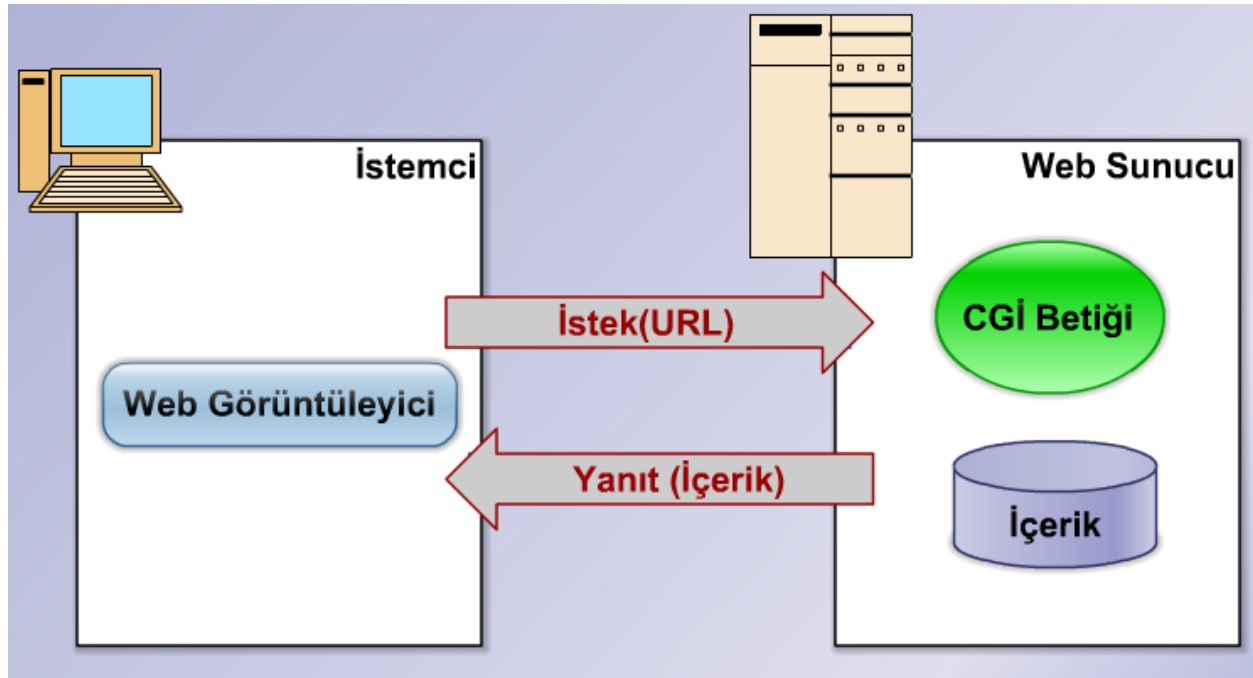 İstemci
Web Sunucu
İstek(URL)
CGİ Betiği
Web Görüntüleyici
Yanıt (İçerik)
İçerik